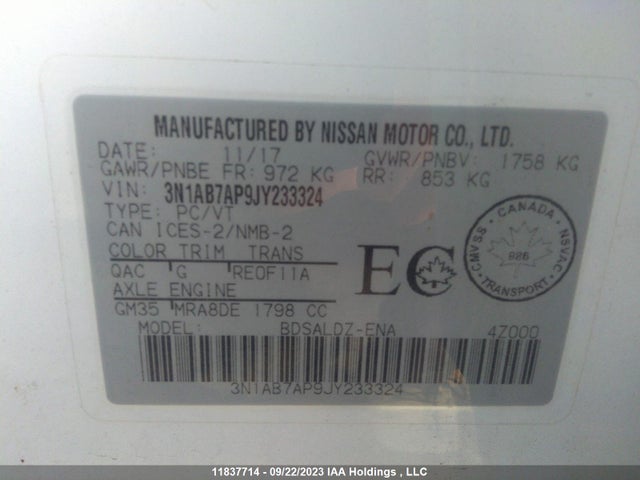 MANUFACTURED BY NISSAN MOTOR CO., LTD.
DATE: 11/17 GVWR/PNBV: 1758 KG
GAWR/PNBE FR: 972 KG RR: 853 KG
VIN: 3N1AB7AP9JY233324
TYPE: PC/VT
CAN ICES-2/NMB-2
COLOR TRIM TRANS
QAC G RE0F11A
AXLE ENGINE
GM35 MRA8DE 1798 CC
EC
CANADA
CMVSS NSVAC
986
TRANSPORT
MODEL: BDSALDZ-ENA 4Z000
3N1AB7AP9JY233324
11837714 - 09/22/2023 IAA Holdings , LLC